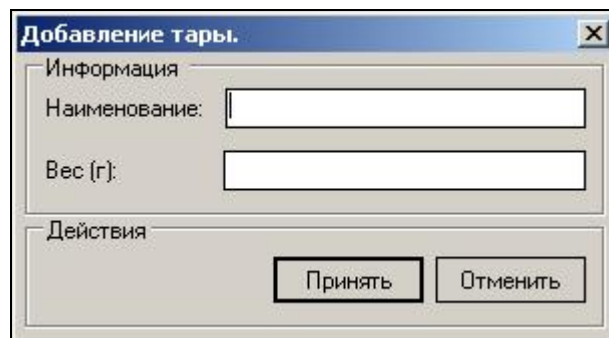 Добавление тары.
Информация
Наименование:
Вес (г):
Действия
Принять Отменить